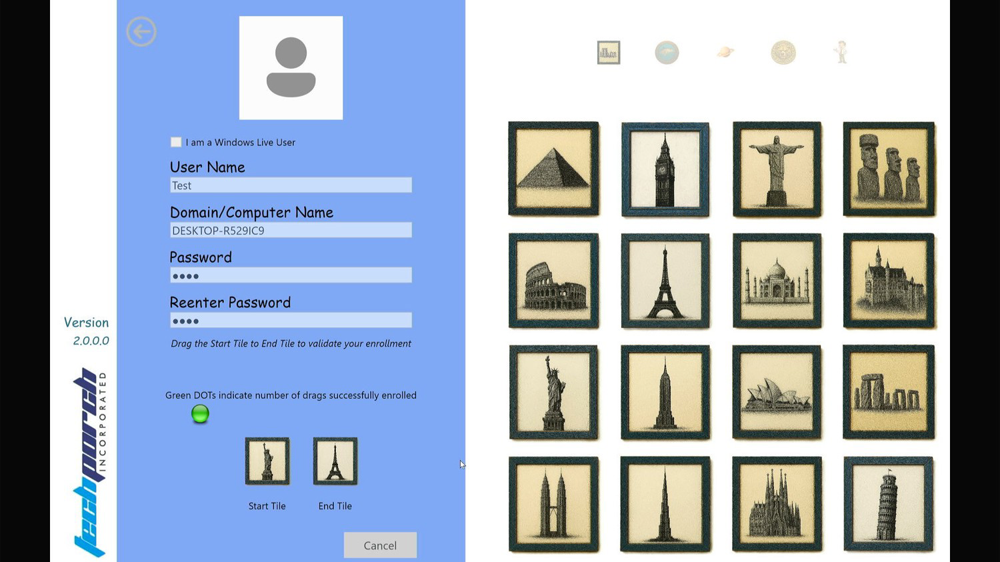 I am a Windows Live User
User Name
Test
Domain/Computer Name
DESKTOP-R529IC9
Password
●●●●
Reenter Password
●●●●
Drag the Start Tile to End Tile to validate your enrollment
Green DOTs indicate number of drags successfully enrolled
Start Tile
End Tile
Cancel
Version
2.0.0.0
techporch
INCORPORATED